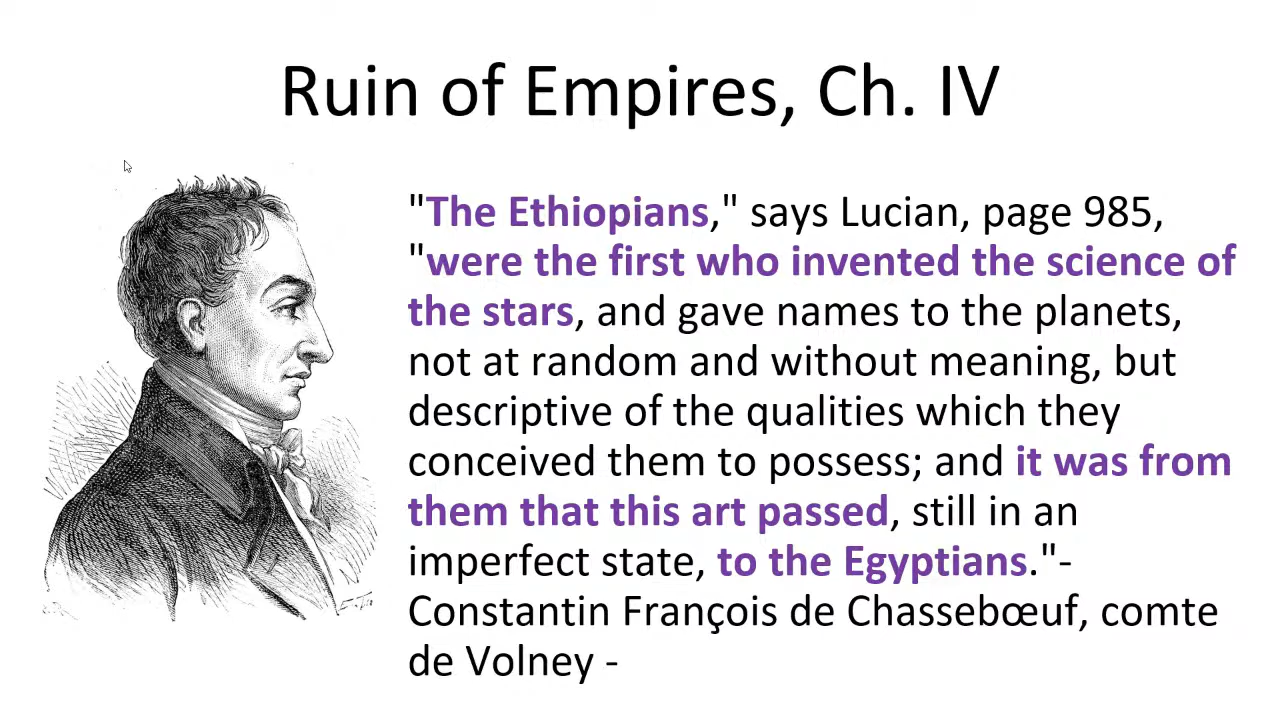 Ruin of Empires, Ch. IV
"The Ethiopians," says Lucian, page 985,
"were the first who invented the science of
the stars, and gave names to the planets,
not at random and without meaning, but
descriptive of the qualities which they
conceived them to possess; and it was from
them that this art passed, still in an
imperfect state, to the Egyptians."-
Constantin François de Chassebœuf, comte
de Volney -